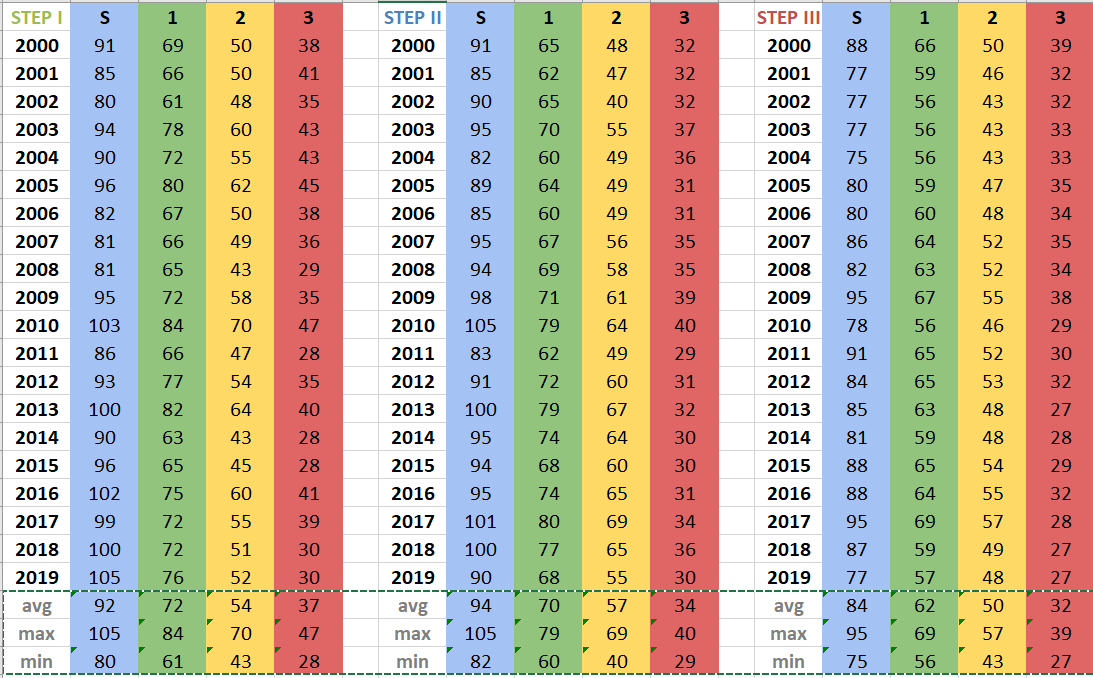 STEP I S 1 2 3 STEP II S 1 2 3 STEP III S 1 2 3
2000 91 69 50 38 2000 91 65 48 32 2000 88 66 50 39
2001 85 66 50 41 2001 85 62 47 32 2001 77 59 46 32
2002 80 61 48 35 2002 90 65 40 32 2002 77 56 43 32
2003 94 78 60 43 2003 95 70 55 37 2003 77 56 43 33
2004 90 72 55 43 2004 82 60 49 36 2004 75 56 43 33
2005 96 80 62 45 2005 89 64 49 31 2005 80 59 47 35
2006 82 67 50 38 2006 85 60 49 31 2006 80 60 48 34
2007 81 66 49 36 2007 95 67 56 35 2007 86 64 52 35
2008 81 65 43 29 2008 94 69 58 35 2008 82 63 52 34
2009 95 72 58 35 2009 98 71 61 39 2009 95 67 55 38
2010 103 84 70 47 2010 105 79 64 40 2010 78 56 46 29
2011 86 66 47 28 2011 83 62 49 29 2011 91 65 52 30
2012 93 77 54 35 2012 91 72 60 31 2012 84 65 53 32
2013 100 82 64 40 2013 100 79 67 32 2013 85 63 48 27
2014 90 63 43 28 2014 95 74 64 30 2014 81 59 48 28
2015 96 65 45 28 2015 94 68 60 30 2015 88 65 54 29
2016 102 75 60 41 2016 95 74 65 31 2016 88 64 55 32
2017 99 72 55 39 2017 101 80 69 34 2017 95 69 57 28
2018 100 72 51 30 2018 100 77 65 36 2018 87 59 49 27
2019 105 76 52 30 2019 90 68 55 30 2019 77 57 48 27
avg 92 72 54 37 avg 94 70 57 34 avg 84 62 50 32
max 105 84 70 47 max 105 79 69 40 max 95 69 57 39
min 80 61 43 28 min 82 60 40 29 min 75 56 43 27